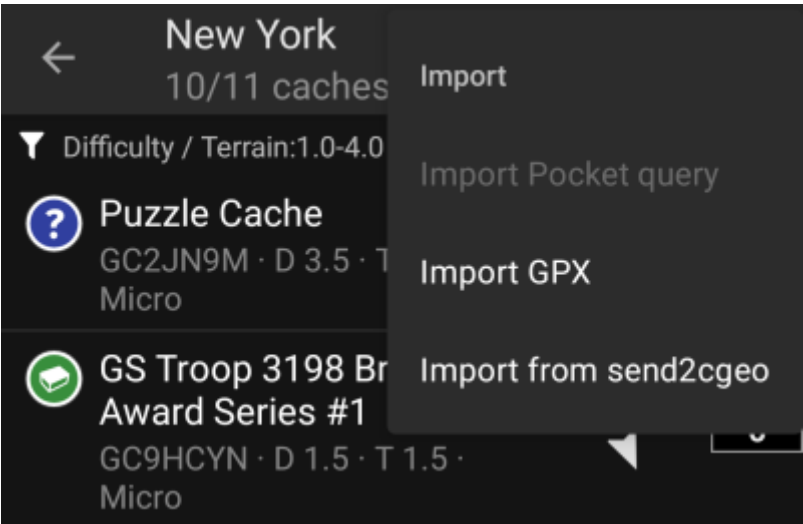 New York
10/11 caches
Difficulty / Terrain:1.0-4.0
?
Puzzle Cache
GC2JN9M · D 3.5 ·
Micro
GS Troop 3198
Award Series #1
GC9HCYN · D 1.5 · T 1.5 ·
Micro
Import
Import Pocket query
Import GPX
Import from send2cgeo